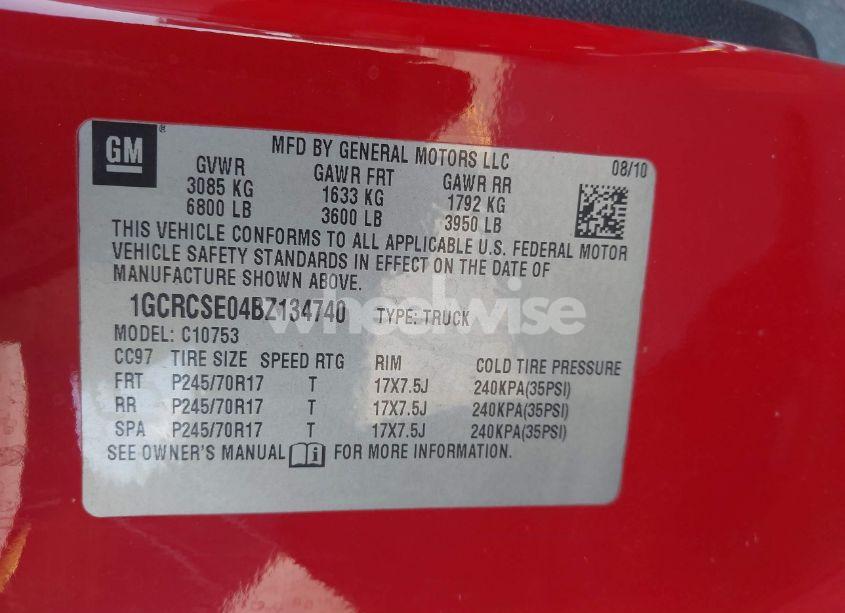 GM®
MFD BY GENERAL MOTORS LLC 08/10
GVWR GAWR FRT GAWR RR
3085 KG 1633 KG 1792 KG
6800 LB 3600 LB 3950 LB
THIS VEHICLE CONFORMS TO ALL APPLICABLE U.S. FEDERAL MOTOR
VEHICLE SAFETY STANDARDS IN EFFECT ON THE DATE OF
MANUFACTURE SHOWN ABOVE.
1GCRCSE04BZ134740 TYPE: TRUCK
wheelwise
MODEL: C10753
CC97 TIRE SIZE SPEED RTG RIM COLD TIRE PRESSURE
FRT P245/70R17 T 17X7.5J 240KPA(35PSI)
RR P245/70R17 T 17X7.5J 240KPA(35PSI)
SPA P245/70R17 T 17X7.5J 240KPA(35PSI)
SEE OWNER'S MANUAL FOR MORE INFORMATION.